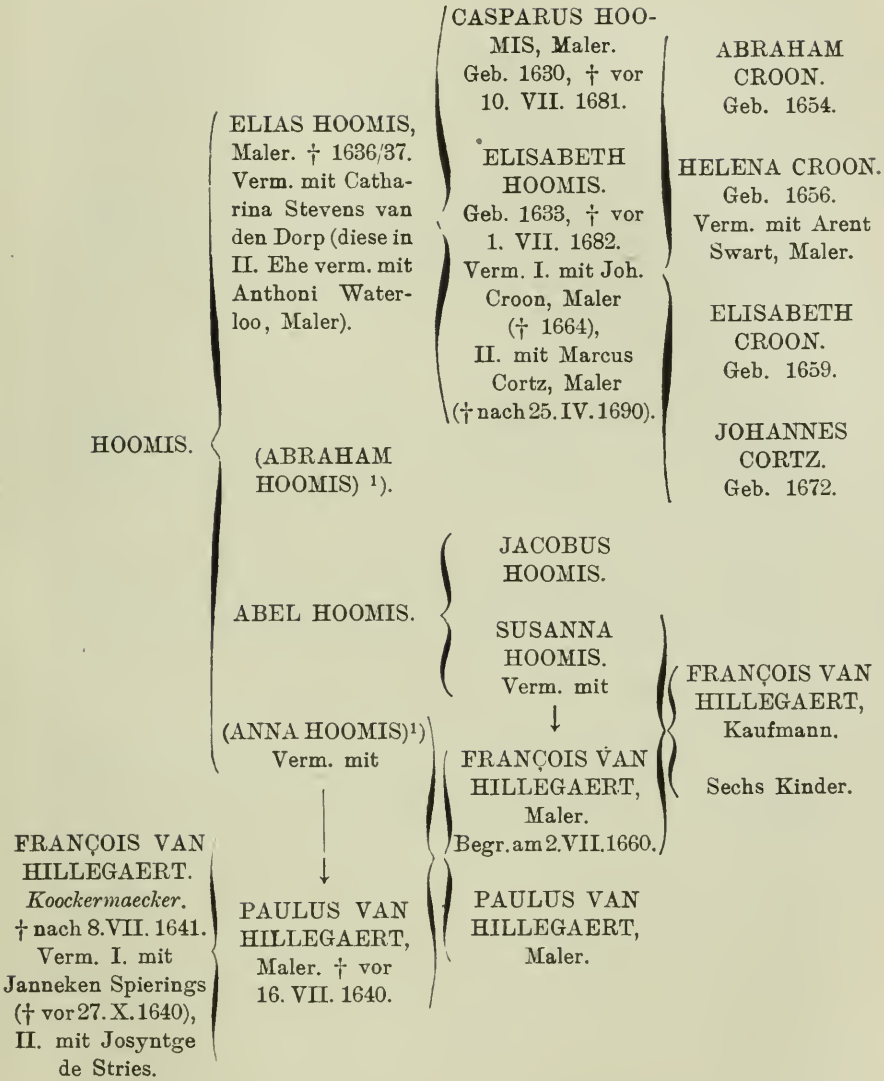 HOOMIS.
ELIAS HOOMIS,
Maler. † 1636/37.
Verm. mit Catha-
rina Stevens van
den Dorp (diese in
II. Ehe verm. mit
Anthoni Water-
loo, Maler).
CASPARUS HOO-
MIS, Maler.
Geb. 1630, † vor
10. VII. 1681.
ELISABETH
HOOMIS.
Geb. 1633, † vor
1. VII. 1682.
Verm. I. mit Joh.
Croon, Maler
(† 1664),
II. mit Marcus
Cortz, Maler
(† nach 25. IV. 1690).
ABRAHAM
CROON.
Geb. 1654.
HELENA CROON.
Geb. 1656.
Verm. mit Arent
Swart, Maler.
ELISABETH
CROON.
Geb. 1659.
JOHANNES
CORTZ.
Geb. 1672.
(ABRAHAM
HOOMIS) ¹).
ABEL HOOMIS.
JACOBUS
HOOMIS.
SUSANNA
HOOMIS.
Verm. mit
(ANNA HOOMIS)¹)
Verm. mit
FRANÇOIS VAN
HILLEGAERT,
Maler.
Begr. am 2. VII. 1660.
FRANÇOIS VAN
HILLEGAERT,
Kaufmann.
Sechs Kinder.
FRANÇOIS VAN
HILLEGAERT.
Koockermaecker.
† nach 8. VII. 1641.
Verm. I. mit
Janneken Spierings
(† vor 27. X. 1640),
II. mit Josyntge
de Stries.
PAULUS VAN
HILLEGAERT,
Maler. † vor
16. VII. 1640.
PAULUS VAN
HILLEGAERT,
Maler.